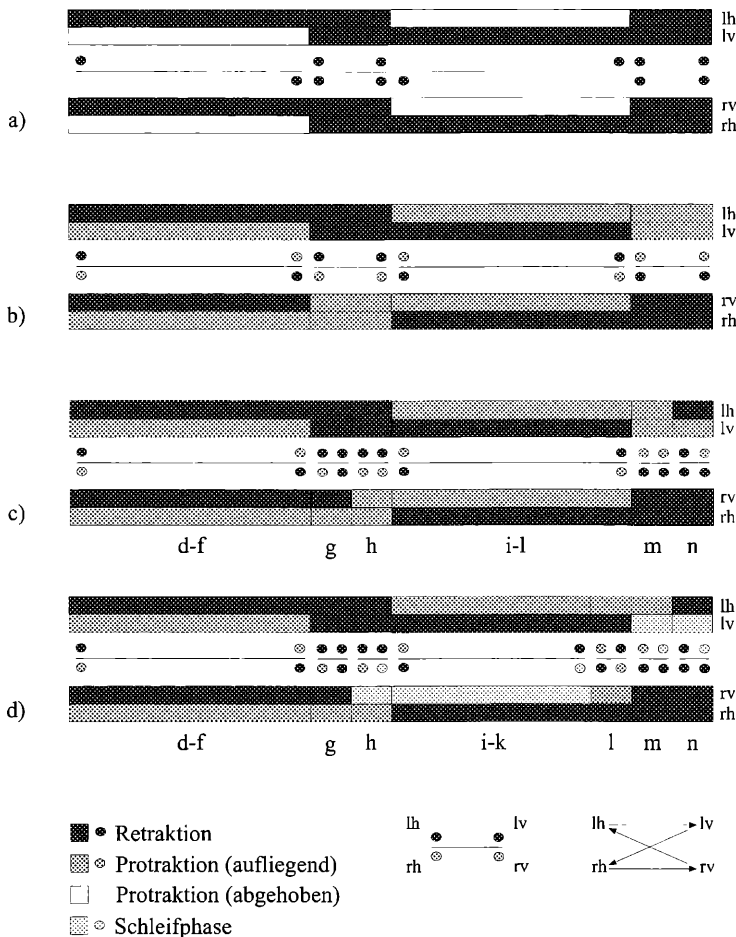 lh
lv
rv
a)
rh
lh
lv
rv
b)
rh
lh
lv
rv
c)
rh
d-f g h i-l m n
lh
lv
rv
d)
rh
d-f g h i-k l m n
Retraktion
Protraktion (aufliegend)
Protraktion (abgehoben)
Schleifphase
lh lv
rh rv
lh lv
rh rv